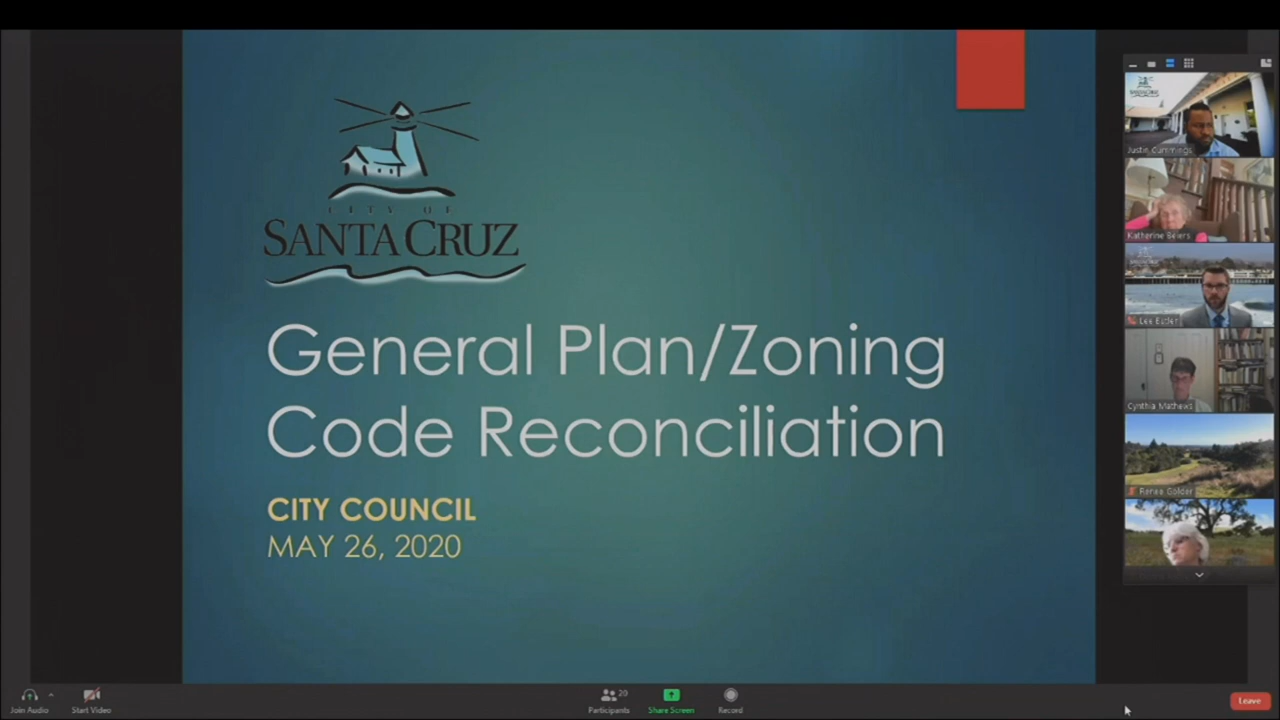 CITY OF
SANTA CRUZ
General Plan/Zoning
Code Reconciliation
CITY COUNCIL
MAY 26, 2020
Justin Cummings
Katherine Beiers
Lee Butler
Cynthia Mathews
Renee Golder
Join Audio
Start Video
Participants
20
Share Screen
Record
Leave